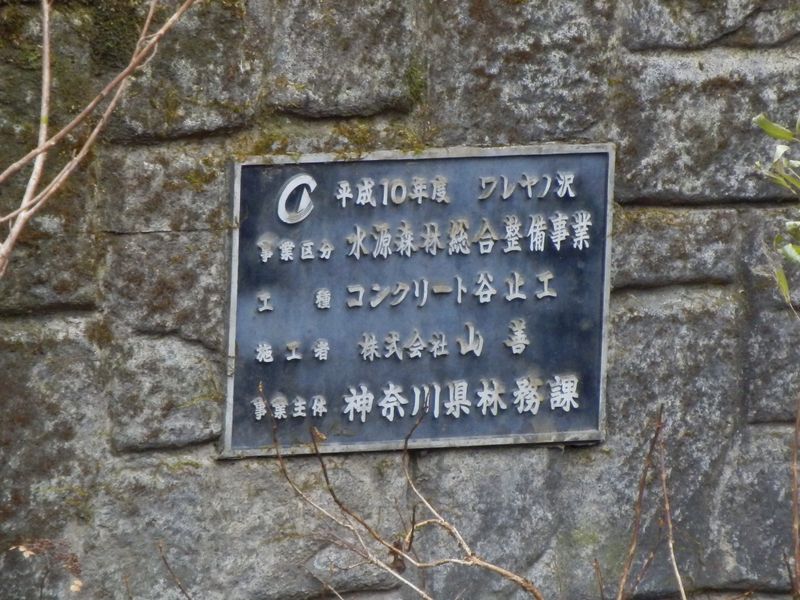 平成10年度 ワレヤノ沢
事業区分 水源森林総合整備事業
工種 コンクリート谷止工
施工者 株式会社山善
事業主体 神奈川県林務課